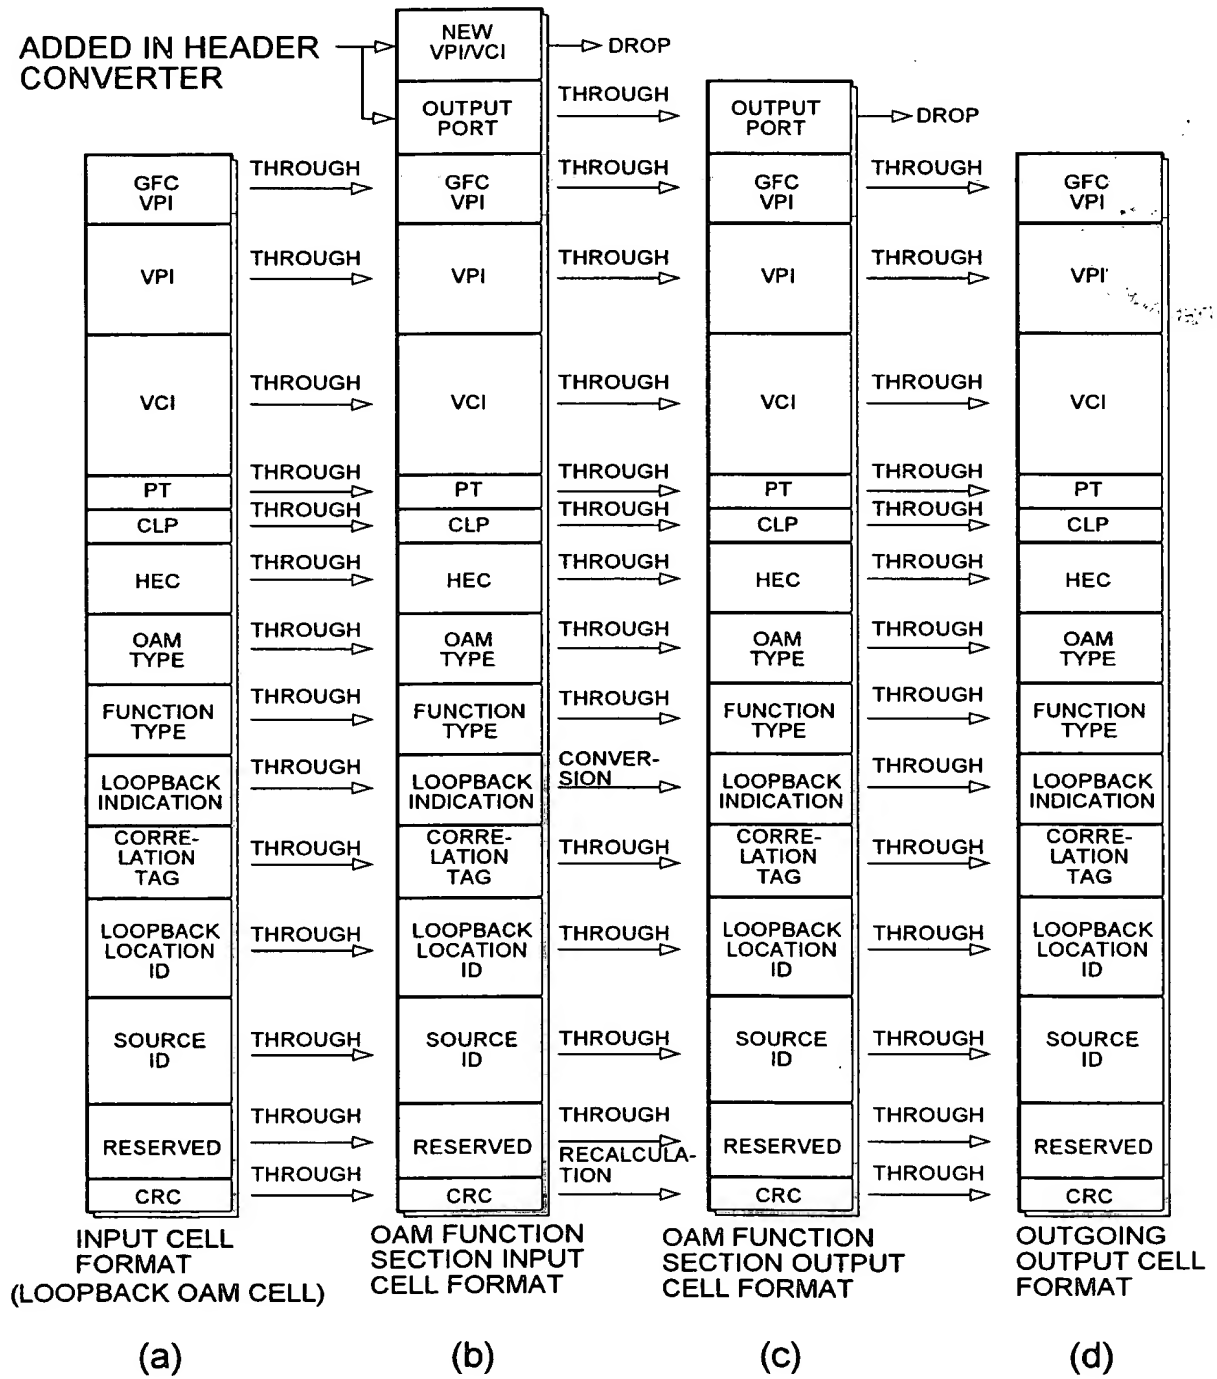 ADDED IN HEADER
CONVERTER
NEW
VPI/VCI
DROP
OUTPUT
PORT
THROUGH
OUTPUT
PORT
DROP
GFC
VPI
THROUGH
GFC
VPI
THROUGH
GFC
VPI
THROUGH
GFC
VPI
VPI
THROUGH
VPI
THROUGH
VPI
THROUGH
VPI
VCI
THROUGH
VCI
THROUGH
VCI
THROUGH
VCI
PT
THROUGH
PT
THROUGH
PT
THROUGH
PT
CLP
THROUGH
CLP
THROUGH
CLP
THROUGH
CLP
HEC
THROUGH
HEC
THROUGH
HEC
THROUGH
HEC
OAM
TYPE
THROUGH
OAM
TYPE
THROUGH
OAM
TYPE
THROUGH
OAM
TYPE
FUNCTION
TYPE
THROUGH
FUNCTION
TYPE
THROUGH
FUNCTION
TYPE
THROUGH
FUNCTION
TYPE
LOOPBACK
INDICATION
THROUGH
LOOPBACK
INDICATION
CONVER-
SION
LOOPBACK
INDICATION
THROUGH
LOOPBACK
INDICATION
CORRE-
LATION
TAG
THROUGH
CORRE-
LATION
TAG
THROUGH
CORRE-
LATION
TAG
THROUGH
CORRE-
LATION
TAG
LOOPBACK
LOCATION
ID
THROUGH
LOOPBACK
LOCATION
ID
THROUGH
LOOPBACK
LOCATION
ID
THROUGH
LOOPBACK
LOCATION
ID
SOURCE
ID
THROUGH
SOURCE
ID
THROUGH
SOURCE
ID
THROUGH
SOURCE
ID
RESERVED
THROUGH
RESERVED
THROUGH
RESERVED
THROUGH
RESERVED
CRC
THROUGH
CRC
RECALCULA-
TION
CRC
THROUGH
CRC
INPUT CELL
FORMAT
(LOOPBACK OAM CELL)
OAM FUNCTION
SECTION INPUT
CELL FORMAT
OAM FUNCTION
SECTION OUTPUT
CELL FORMAT
OUTGOING
OUTPUT CELL
FORMAT
(a)
(b)
(c)
(d)